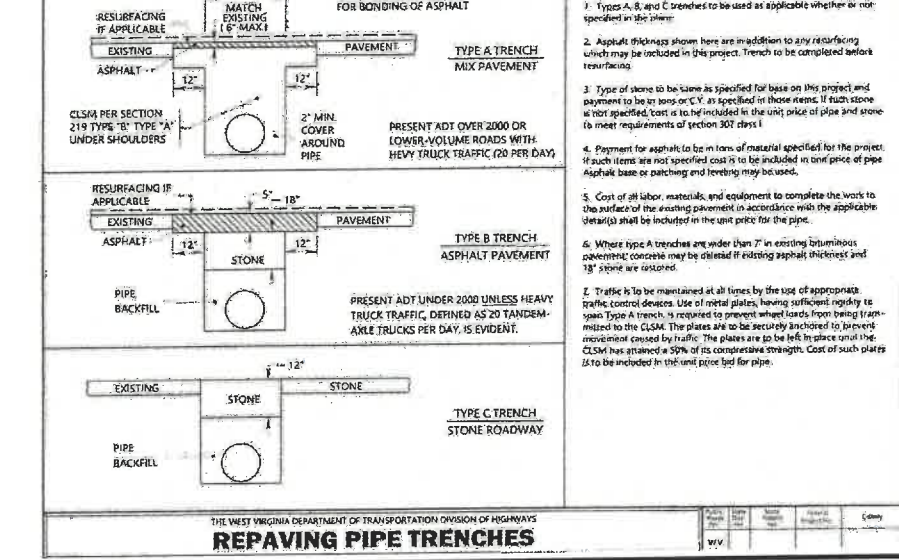 MATCH
EXISTING
(6" MAX.)
FOR BONDING OF ASPHALT
RESURFACING
IF APPLICABLE
EXISTING
PAVEMENT
ASPHALT
12"
12"
TYPE A TRENCH
MIX PAVEMENT
CLSM PER SECTION
219 TYPE "B" TYPE "A"
UNDER SHOULDERS
2" MIN.
COVER
AROUND
PIPE
PRESENT ADT OVER 2000 OR
LOWER-VOLUME ROADS WITH
HEVY TRUCK TRAFFIC (20 PER DAY)
RESURFACING IF
APPLICABLE
5"
18"
EXISTING
PAVEMENT
ASPHALT
12"
12"
STONE
TYPE B TRENCH
ASPHALT PAVEMENT
PIPE
BACKFILL
PRESENT ADT UNDER 2000 UNLESS HEAVY
TRUCK TRAFFIC, DEFINED AS 20 TANDEM-
AXLE TRUCKS PER DAY, IS EVIDENT.
12"
EXISTING
STONE
STONE
TYPE C TRENCH
STONE ROADWAY
PIPE
BACKFILL
1. Types A, B, and C trenches to be used as applicable whether or not
specified in the plans
2. Asphalt thickness shown here are in addition to any resurfacing
which may be included in this project. Trench to be completed before
resurfacing
3. Type of stone to be same as specified for base on this project and
payment to be in tons or C.Y. as specified in those items. If such stone
is not specified, cost is to be included in the unit price of pipe and stone
to meet requirements of section 307 class I
4. Payment for asphalt to be in tons of material specified for the project.
If such items are not specified cost is to be included in unit price of pipe
Asphalt base or patching and leveling may be used.
5. Cost of all labor, materials, and equipment to complete the work to
the surface of the existing pavement in accordance with the applicable
detail(s) shall be included in the unit price for the pipe.
6. Where type A trenches are wider than 7' in existing bituminous
pavement, concrete may be deleted if existing asphalt thickness and
18" stone are restored.
7. Traffic is to be maintained at all times by the use of appropriate
traffic control devices. Use of metal plates, having sufficient rigidity to
span Type A trench, is required to prevent wheel loads from being trans-
mitted to the CLSM. The plates are to be securely anchored to prevent
movement caused by traffic. The plates are to be left in place until the
CLSM has attained a 50% of its compressive strength. Cost of such plates
is to be included in the unit price bid for pipe.
THE WEST VIRGINIA DEPARTMENT OF TRANSPORTATION DIVISION OF HIGHWAYS
REPAVING PIPE TRENCHES
County
W.V.